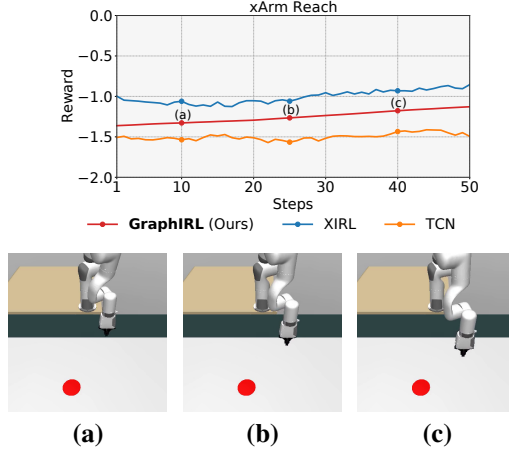 xArm Reach
0.0
−0.5
−1.0
−1.5
−2.0
Reward
(a)
(b)
(c)
1 10 20 30 40 50
Steps
GraphIRL (Ours) XIRL TCN
(a) (b) (c)